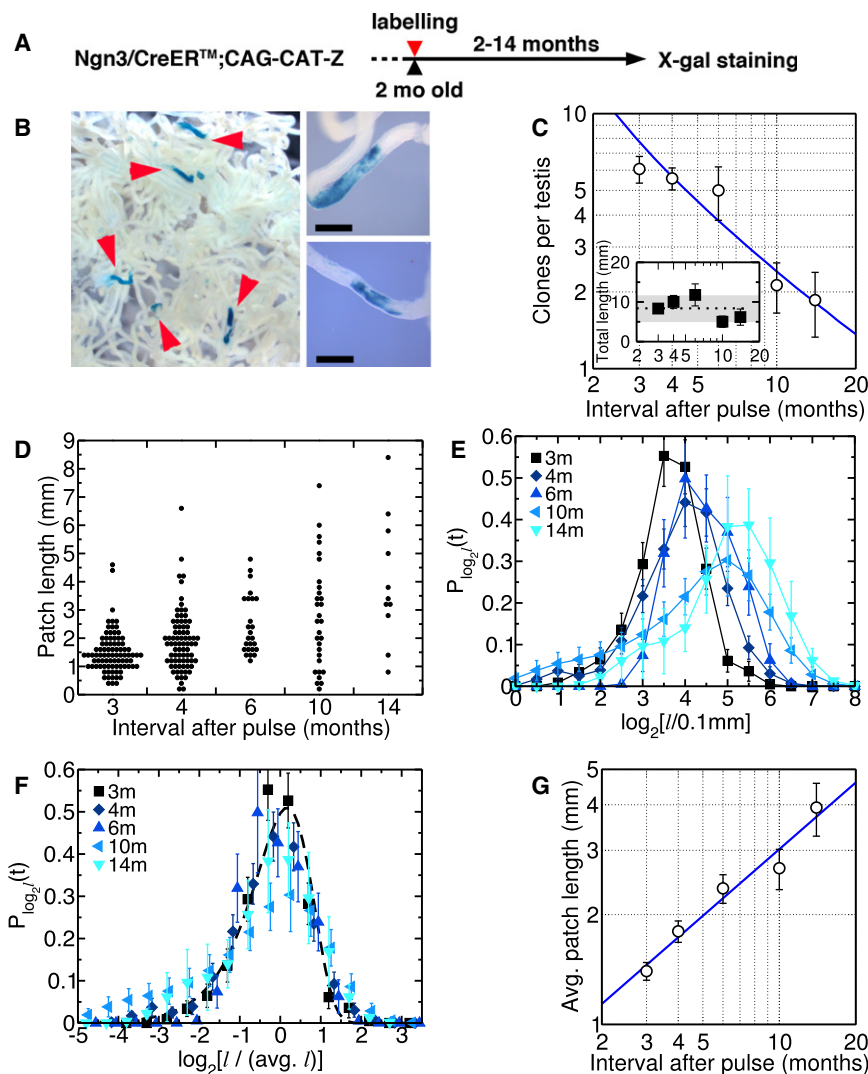 A
Ngn3/CreER™;CAG-CAT-Z
labelling
2-14 months
2 mo old
X-gal staining
B
C
Clones per testis
10
5
4
3
2
1
2 3 4 5 10 20
Interval after pulse (months)
Total length (mm)
20
10
0
2 3 4 5 10 20
D
Patch length (mm)
9
8
7
6
5
4
3
2
1
0
3 4 6 10 14
Interval after pulse (months)
E
P log2l(t)
0.6
0.5
0.4
0.3
0.2
0.1
0
3m
4m
6m
10m
14m
0 1 2 3 4 5 6 7 8
log2[l/0.1mm]
F
P log2l(t)
0.6
0.5
0.4
0.3
0.2
0.1
0
3m
4m
6m
10m
14m
-5 -4 -3 -2 -1 0 1 2 3
log2[l / (avg. l)]
G
Avg. patch length (mm)
5
4
3
2
1
2 3 4 5 10 20
Interval after pulse (months)